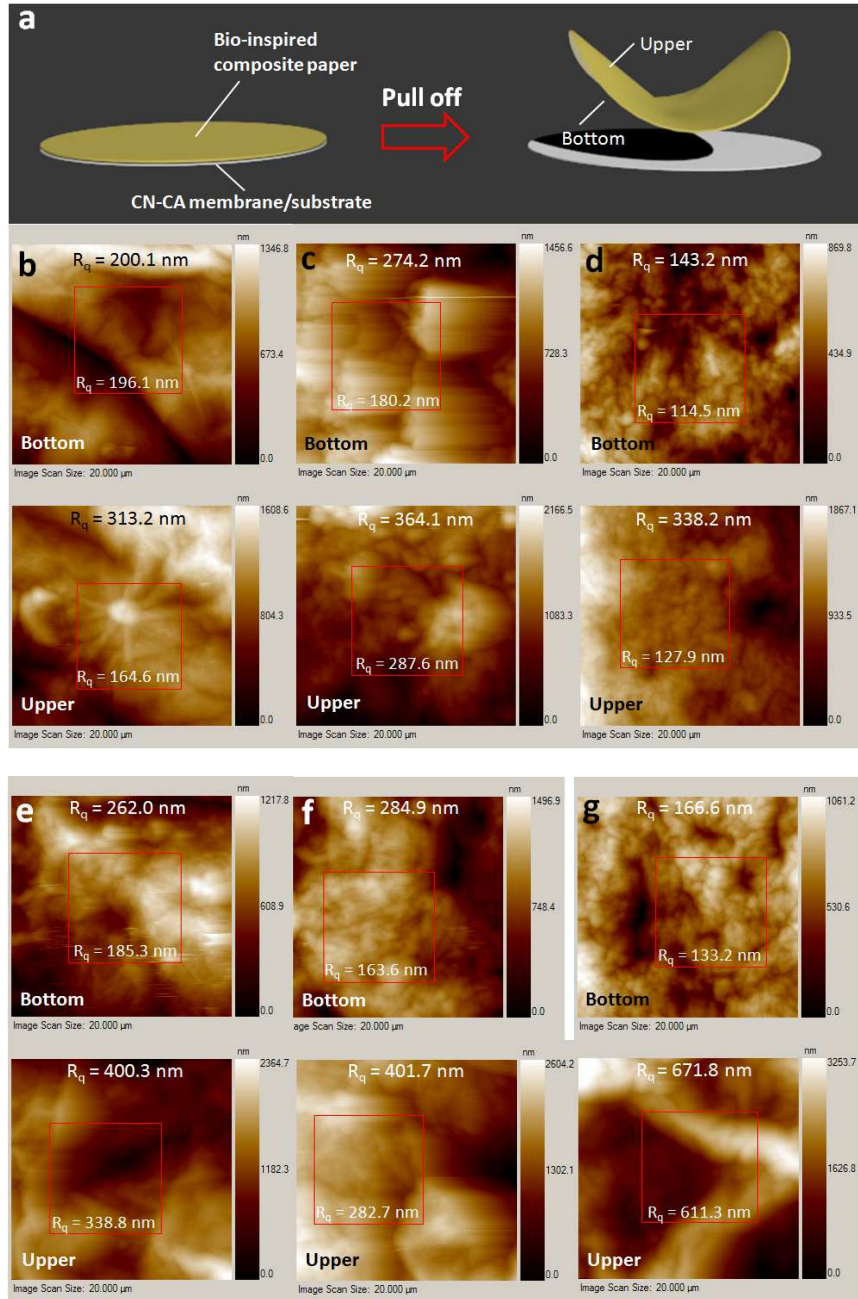 a
Bio-inspired
composite paper
Pull off
Upper
Bottom
CN-CA membrane/substrate
nm
nm
nm
b
Rq = 200.1 nm
1346.8
c
Rq = 274.2 nm
1456.6
d
Rq = 143.2 nm
869.8
673.4
728.3
434.9
Rq = 196.1 nm
Rq = 180.2 nm
Rq = 114.5 nm
Bottom
0.0
Bottom
0.0
Bottom
0.0
Image Scan Size: 20.000 µm
Image Scan Size: 20.000 µm
Image Scan Size: 20.000 µm
nm
nm
nm
Rq = 313.2 nm
1608.6
Rq = 364.1 nm
2166.5
Rq = 338.2 nm
1867.1
804.3
1083.3
933.5
Rq = 164.6 nm
Rq = 287.6 nm
Rq = 127.9 nm
Upper
0.0
Upper
0.0
Upper
0.0
Image Scan Size: 20.000 µm
Image Scan Size: 20.000 µm
Image Scan Size: 20.000 µm
nm
nm
nm
e
Rq = 262.0 nm
1217.8
f
Rq = 284.9 nm
1496.9
g
Rq = 166.6 nm
1061.2
608.9
748.4
530.6
Rq = 185.3 nm
Rq = 163.6 nm
Rq = 133.2 nm
Bottom
0.0
Bottom
0.0
Bottom
0.0
Image Scan Size: 20.000 µm
age Scan Size: 20.000 µm
Image Scan Size: 20.000 µm
nm
nm
nm
Rq = 400.3 nm
2364.7
Rq = 401.7 nm
2604.2
Rq = 671.8 nm
3253.7
1182.3
1302.1
1626.8
Rq = 338.8 nm
Rq = 282.7 nm
Rq = 611.3 nm
Upper
0.0
Upper
0.0
Upper
0.0
Image Scan Size: 20.000 µm
Image Scan Size: 20.000 µm
Image Scan Size: 20.000 µm